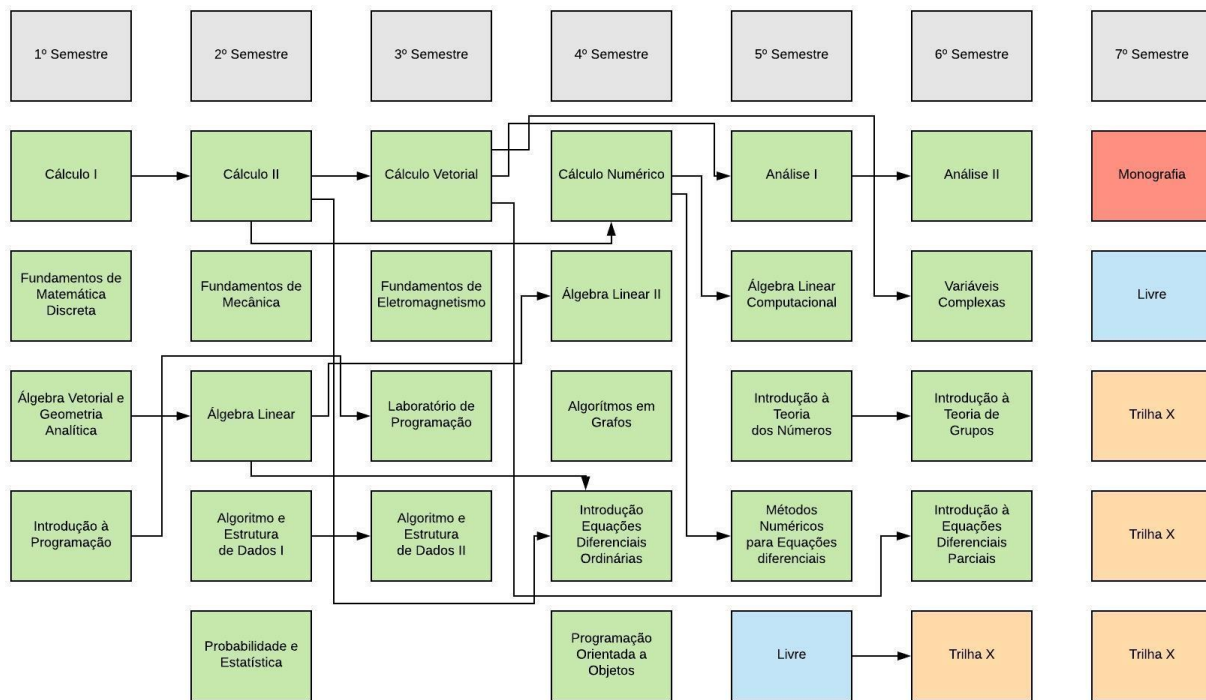 1º Semestre
2º Semestre
3º Semestre
4º Semestre
5º Semestre
6º Semestre
7º Semestre
Cálculo I
Cálculo II
Cálculo Vetorial
Cálculo Numérico
Análise I
Análise II
Monografia
Fundamentos de
Matemática
Discreta
Fundamentos de
Mecânica
Fundamentos de
Eletromagnetismo
Álgebra Linear II
Álgebra Linear
Computacional
Variáveis
Complexas
Livre
Álgebra Vetorial e
Geometria
Analítica
Álgebra Linear
Laboratório de
Programação
Algorítmos em
Grafos
Introdução à
Teoria
dos Números
Introdução à
Teoria de
Grupos
Trilha X
Introdução à
Programação
Algoritmo e
Estrutura
de Dados I
Algoritmo e
Estrutura
de Dados II
Introdução
Equações
Diferenciais
Ordinárias
Métodos
Numéricos
para Equações
diferenciais
Introdução à
Equações
Diferenciais
Parciais
Trilha X
Probabilidade e
Estatística
Programação
Orientada a
Objetos
Livre
Trilha X
Trilha X